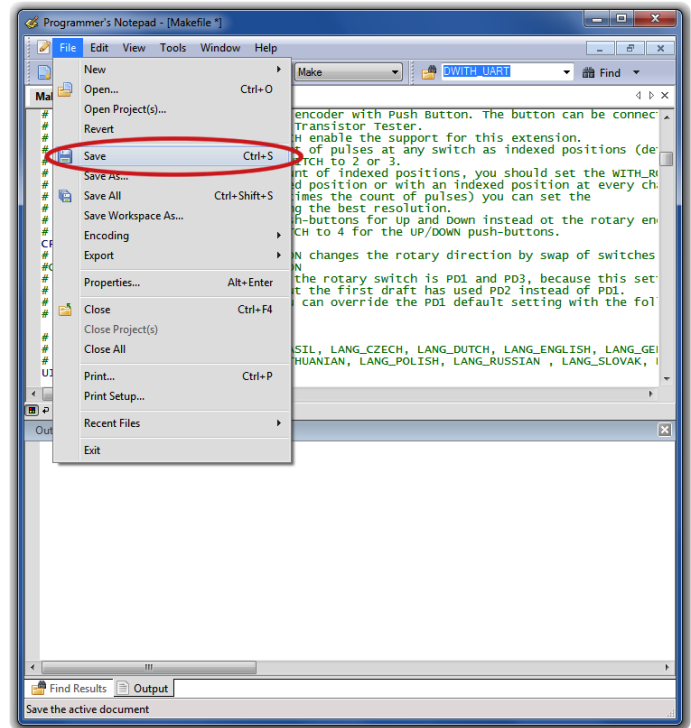 Programmer's Notepad - [Makefile *]
File Edit View Tools Window Help
Make DWITH_UART Find
New
Open... Ctrl+O
Open Project(s)...
Revert
Save Ctrl+S
Save As...
Save All Ctrl+Shift+S
Save Workspace As...
Encoding
Export
Properties... Alt+Enter
Close Ctrl+F4
Close Project(s)
Close All
Print... Ctrl+P
Print Setup...
Recent Files
Exit
Mal
# encoder with Push Button. The button can be connec
# Transistor Tester.
# H enable the support for this extension.
# t of pulses at any switch as indexed positions (de
# TCH to 2 or 3.
# nt of indexed positions, you should set the WITH_R
# d position or with an indexed position at every ch
# imes the count of pulses) you can set the
# g the best resolution.
# h-buttons for Up and Down instead ot the rotary en
# CH to 4 for the UP/DOWN push-buttons.
CF
# N changes the rotary direction by swap of switches
#C N
# the rotary switch is PD1 and PD3, because this set
# t the first draft has used PD2 instead of PD1.
# can override the PD1 default setting with the fol
#
#
# ASIL, LANG_CZECH, LANG_DUTCH, LANG_ENGLISH, LANG_GE
# HUANIAN, LANG_POLISH, LANG_RUSSIAN , LANG_SLOVAK,
UI
Out
Find Results Output
Save the active document